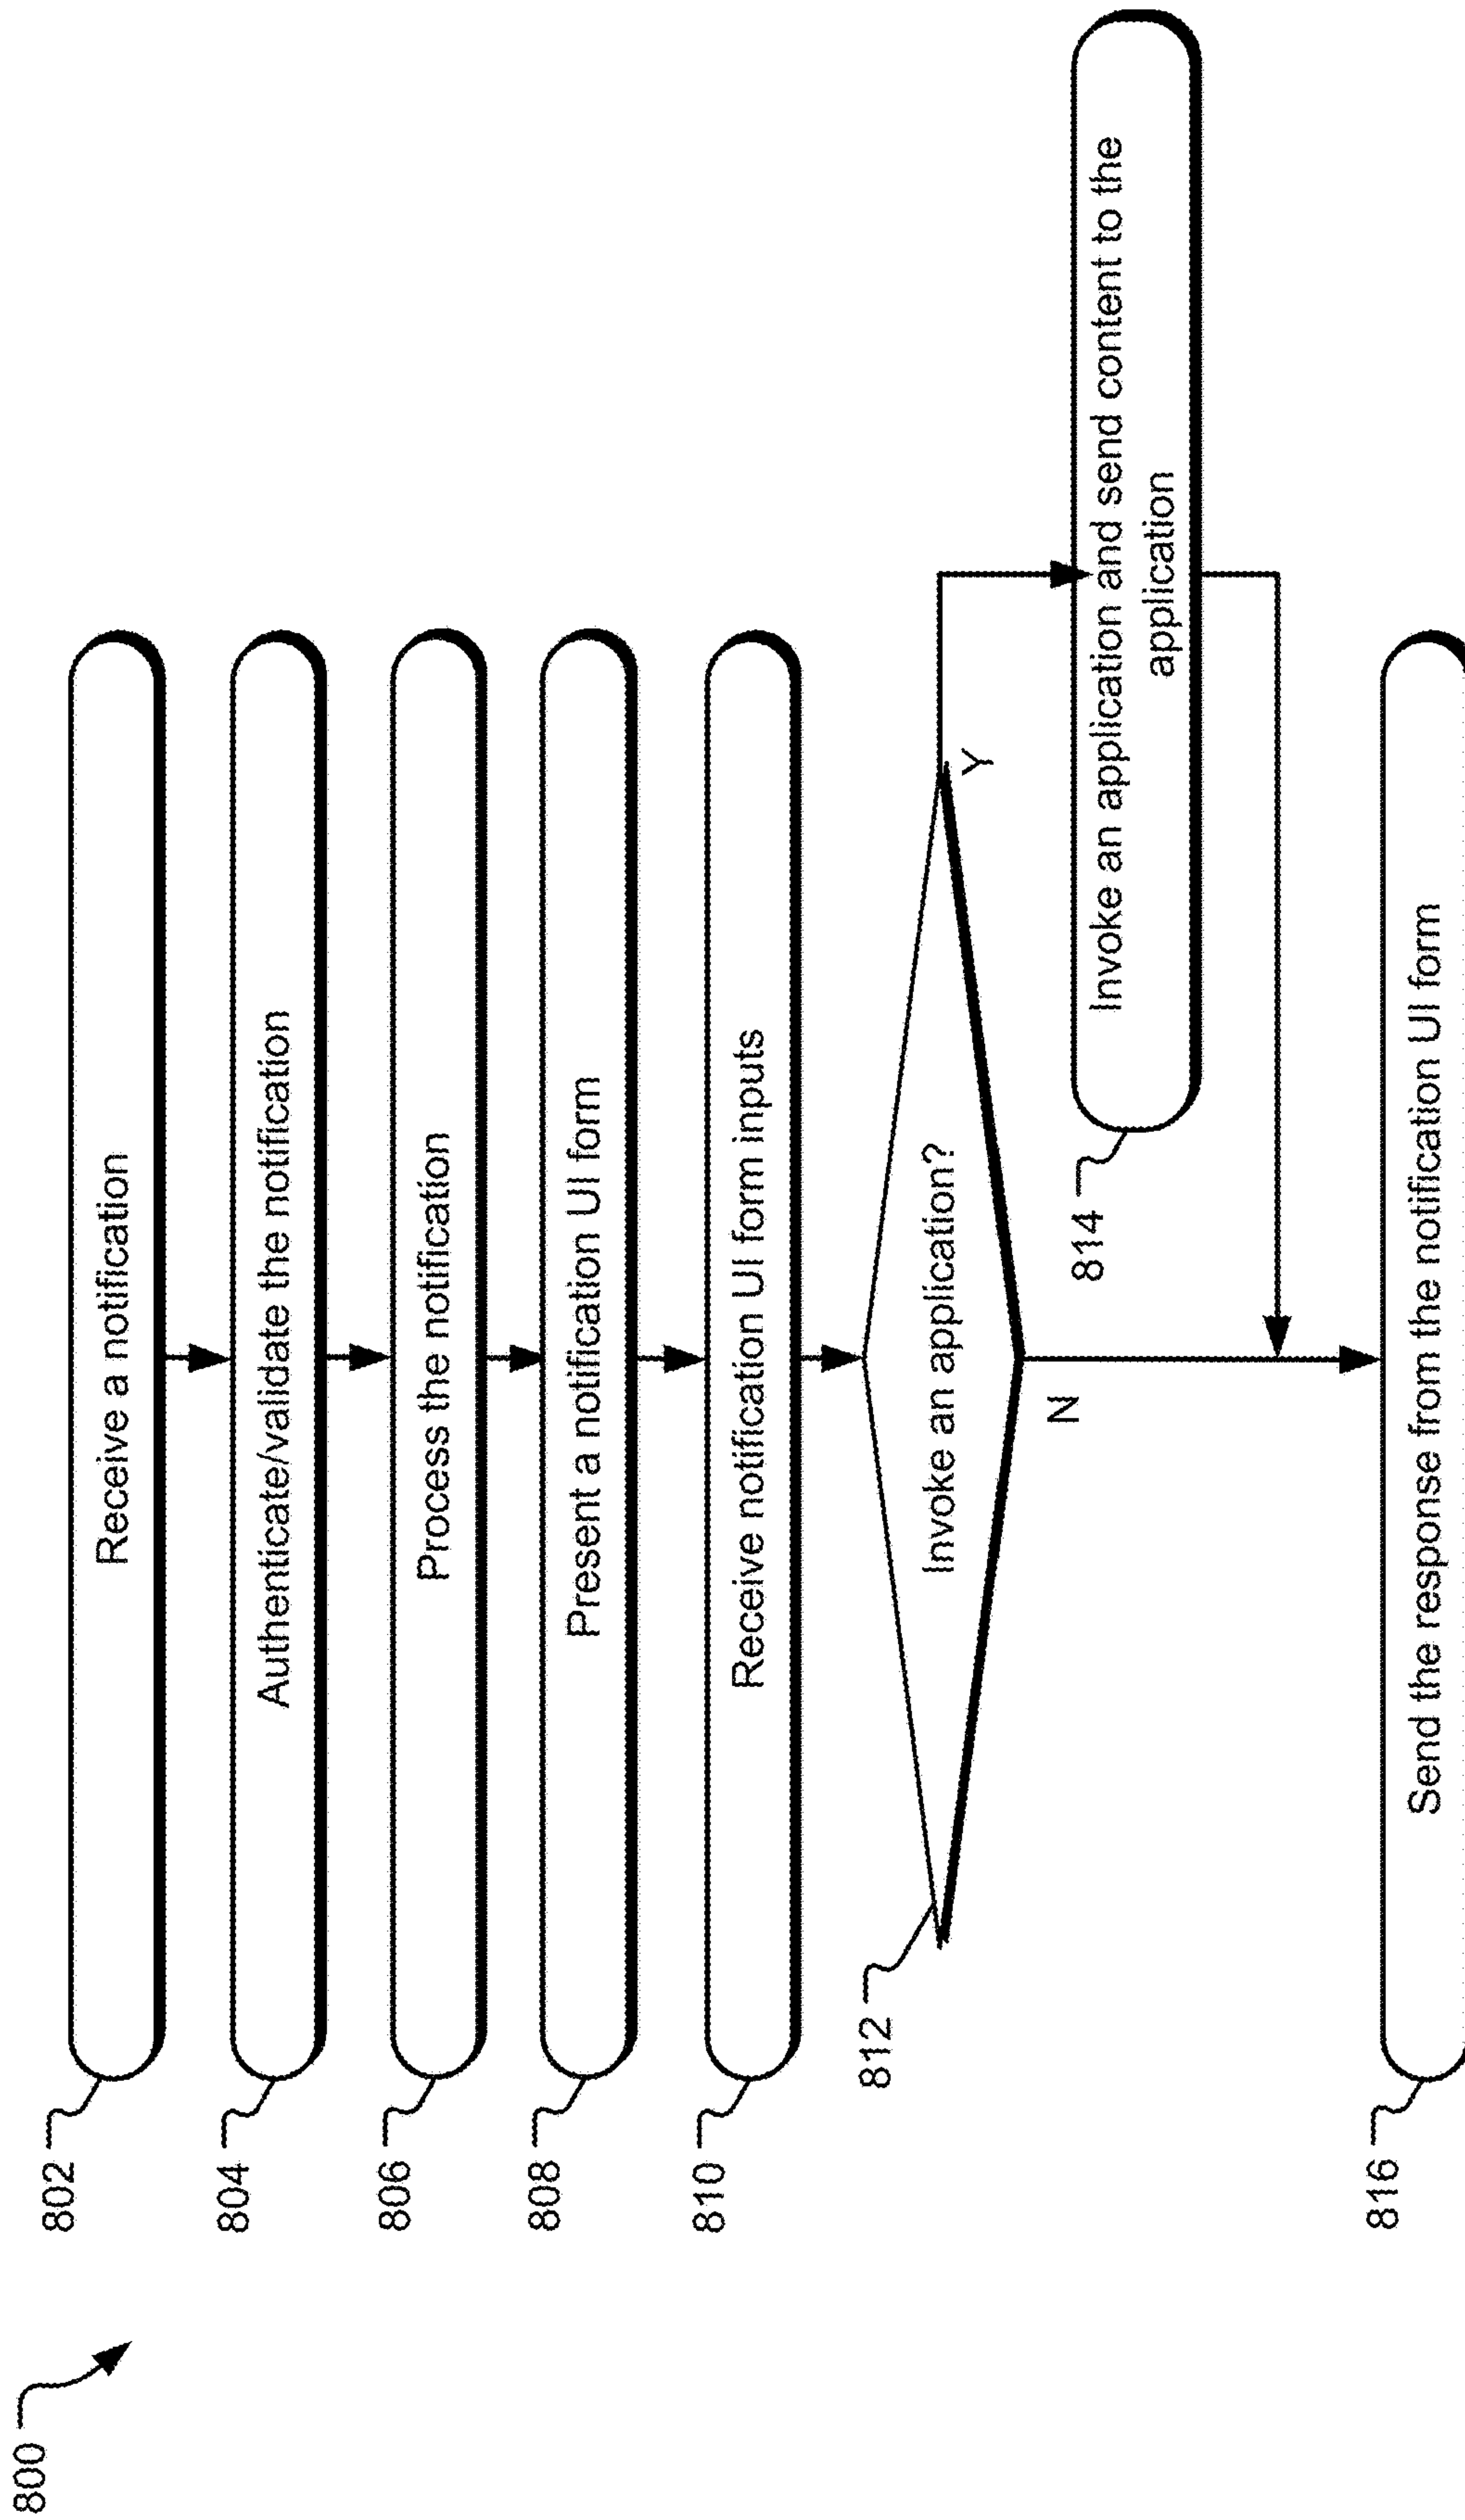 800
802
Receive a notification
804
Authenticate/validate the notification
806
Process the notification
808
Present a notification UI form
810
Receive notification UI form inputs
812
Invoke an application?
Y
N
814
Invoke an application and send content to the
application
816
Send the response from the notification UI form